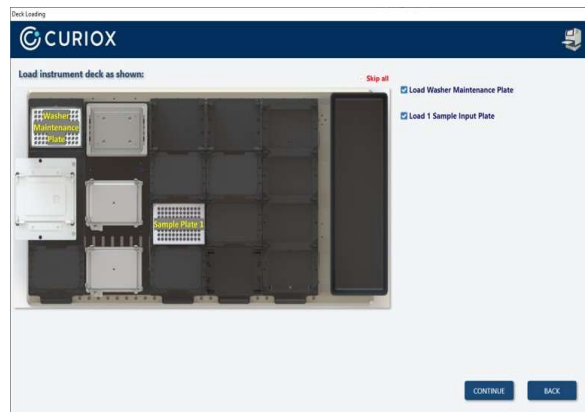 Deck Loading
CURIOX
Load instrument deck as shown:
Skip all
Load Washer Maintenance Plate
Load 1 Sample Input Plate
Washer
Maintenance
Plate
Sample Plate 1
CONTINUE
BACK